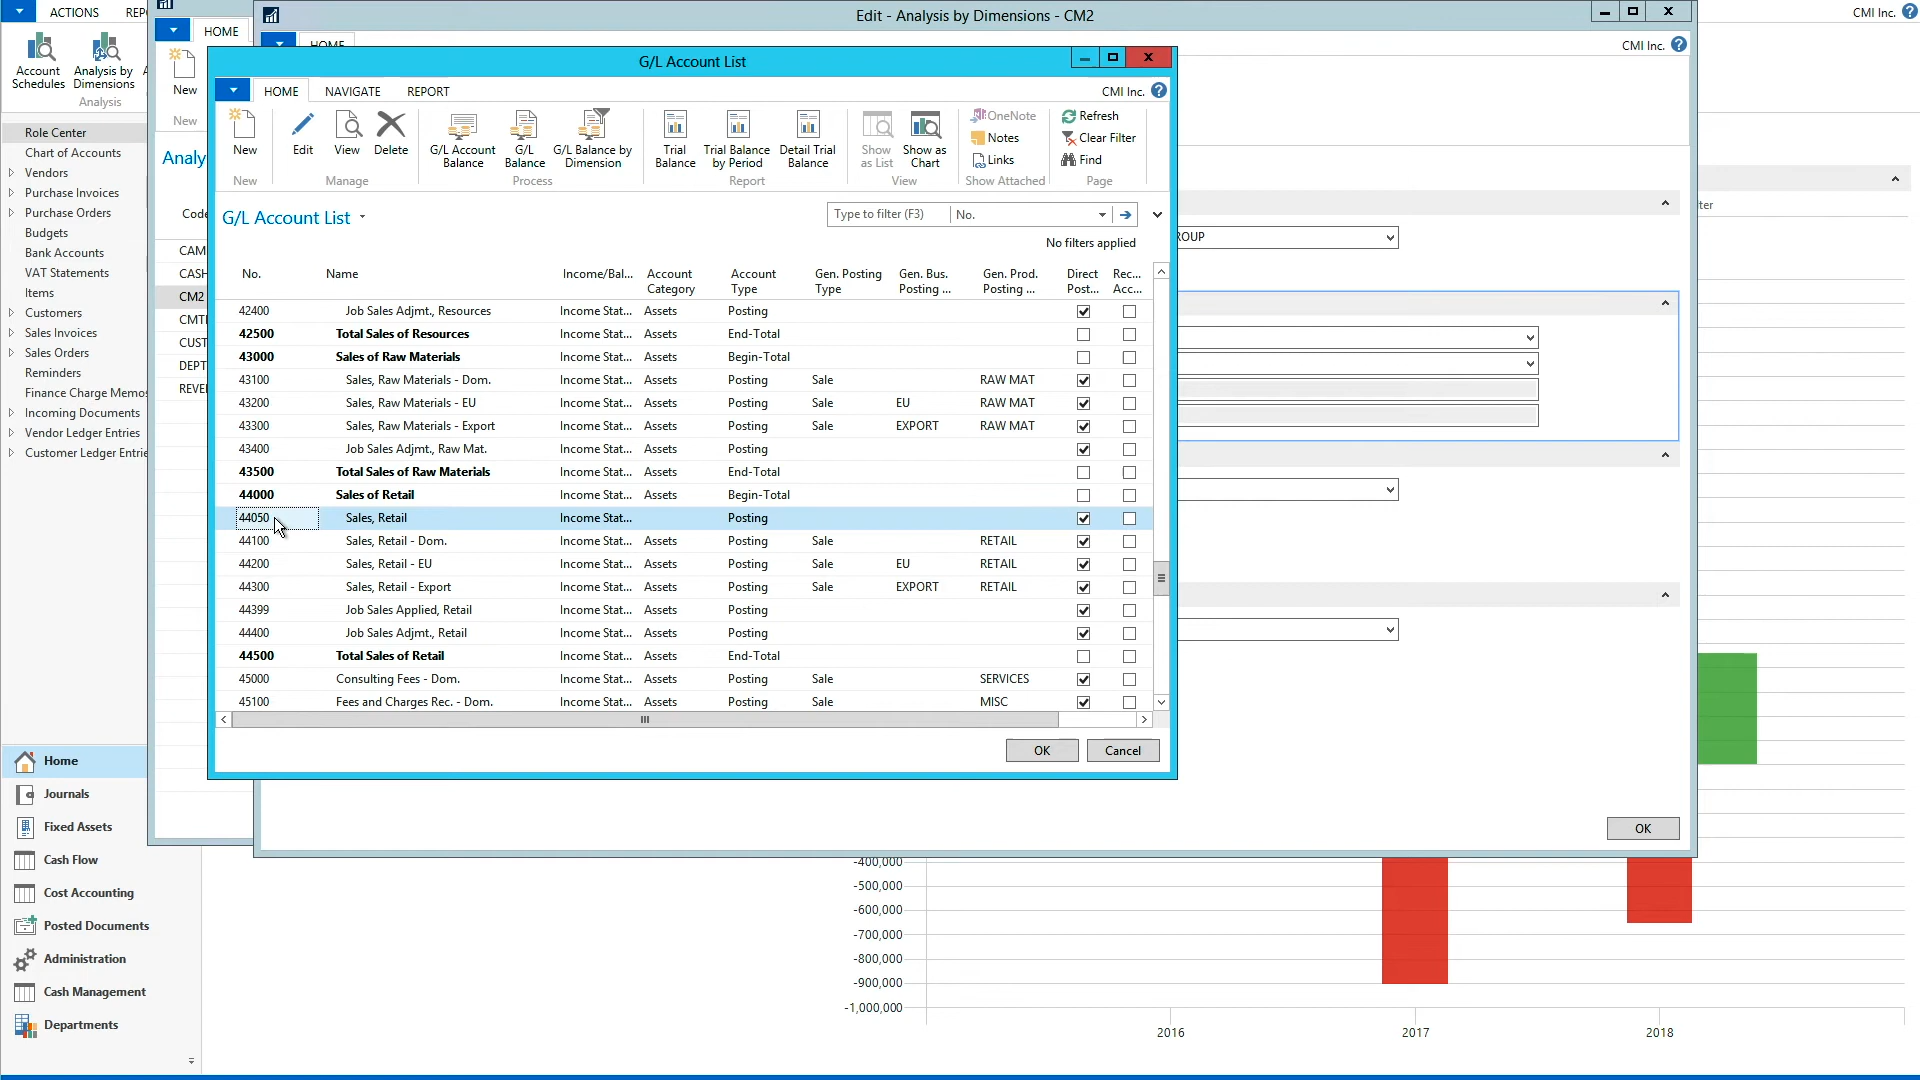 ACTIONS
REP
Account Schedules
Analysis by Dimensions
Analysis
HOME
New
New
Analy
Code
CAM
CASH
CM2
CMT
CUST
DEPT
REVE
Edit - Analysis by Dimensions - CM2
HOME
CMI Inc.
CMI Inc.
G/L Account List
HOME
NAVIGATE
REPORT
CMI Inc.
New
Edit
View
Delete
G/L Account Balance
G/L Balance
G/L Balance by Dimension
Trial Balance
Trial Balance by Period
Detail Trial Balance
Show as List
Show as Chart
OneNote
Notes
Links
Refresh
Clear Filter
Find
New
Manage
Process
Report
View
Show Attached
Page
G/L Account List
Type to filter (F3)
No.
No filters applied
No. Name Income/Bal... Account Category Account Type Gen. Posting Type Gen. Bus. Posting ... Gen. Prod. Posting ... Direct Post... Rec... Acc...
42400 Job Sales Adjmt., Resources Income Stat... Assets Posting
42500 Total Sales of Resources Income Stat... Assets End-Total
43000 Sales of Raw Materials Income Stat... Assets Begin-Total
43100 Sales, Raw Materials - Dom. Income Stat... Assets Posting Sale RAW MAT
43200 Sales, Raw Materials - EU Income Stat... Assets Posting Sale EU RAW MAT
43300 Sales, Raw Materials - Export Income Stat... Assets Posting Sale EXPORT RAW MAT
43400 Job Sales Adjmt., Raw Mat. Income Stat... Assets Posting
43500 Total Sales of Raw Materials Income Stat... Assets End-Total
44000 Sales of Retail Income Stat... Assets Begin-Total
44050 Sales, Retail Income Stat... Posting
44100 Sales, Retail - Dom. Income Stat... Assets Posting Sale RETAIL
44200 Sales, Retail - EU Income Stat... Assets Posting Sale EU RETAIL
44300 Sales, Retail - Export Income Stat... Assets Posting Sale EXPORT RETAIL
44399 Job Sales Applied, Retail Income Stat... Assets Posting
44400 Job Sales Adjmt., Retail Income Stat... Assets Posting
44500 Total Sales of Retail Income Stat... Assets End-Total
45000 Consulting Fees - Dom. Income Stat... Assets Posting Sale SERVICES
45100 Fees and Charges Rec. - Dom. Income Stat... Assets Posting Sale MISC
OK
Cancel
ROUP
ter
OK
Role Center
Chart of Accounts
Vendors
Purchase Invoices
Purchase Orders
Budgets
Bank Accounts
VAT Statements
Items
Customers
Sales Invoices
Sales Orders
Reminders
Finance Charge Memos
Incoming Documents
Vendor Ledger Entries
Customer Ledger Entrie
Home
Journals
Fixed Assets
Cash Flow
Cost Accounting
Posted Documents
Administration
Cash Management
Departments
-400,000
-500,000
-600,000
-700,000
-800,000
-900,000
-1,000,000
2016
2017
2018